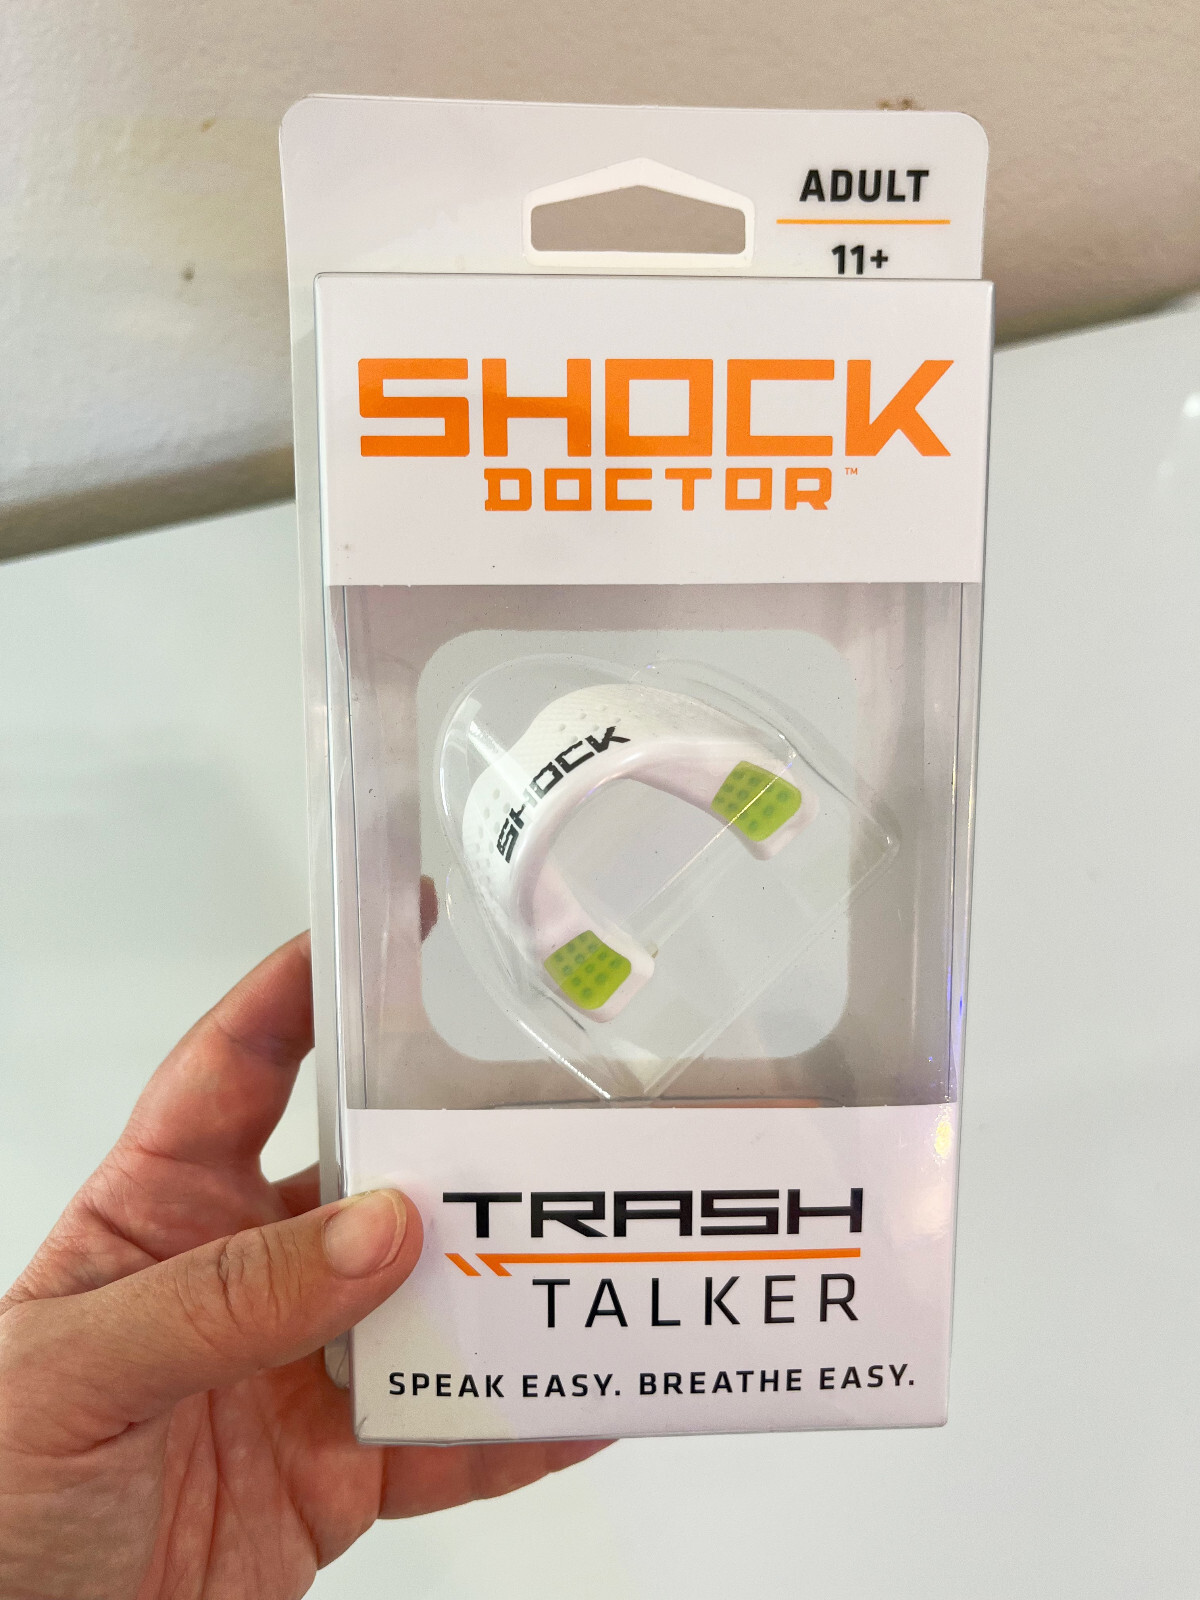 ADULT
11+
SHOCK
DOCTOR™
SHOCK
TRASH
TALKER
SPEAK EASY. BREATHE EASY.